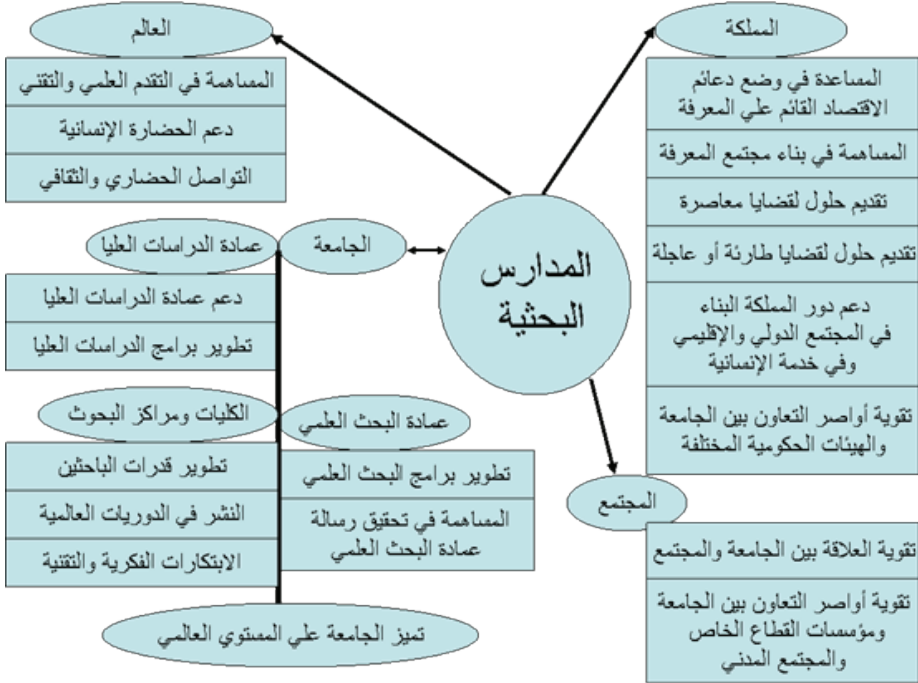 المملكة
المساعدة في وضع دعائم
الاقتصاد القائم علي المعرفة
المساهمة في بناء مجتمع المعرفة
تقديم حلول لقضايا معاصرة
تقديم حلول لقضايا طارئة أو عاجلة
دعم دور المملكة البناء
في المجتمع الدولي والإقليمي
وفي خدمة الإنسانية
تقوية أواصر التعاون بين الجامعة
والهيئات الحكومية المختلفة
العالم
المساهمة في التقدم العلمي والتقني
دعم الحضارة الإنسانية
التواصل الحضاري والثقافي
المدارس
البحثية
الجامعة
عمادة الدراسات العليا
دعم عمادة الدراسات العليا
تطوير برامج الدراسات العليا
عمادة البحث العلمي
تطوير برامج البحث العلمي
المساهمة في تحقيق رسالة
عمادة البحث العلمي
الكليات ومراكز البحوث
تطوير قدرات الباحثين
النشر في الدوريات العالمية
الابتكارات الفكرية والتقنية
تميز الجامعة علي المستوي العالمي
المجتمع
تقوية العلاقة بين الجامعة والمجتمع
تقوية أواصر التعاون بين الجامعة
ومؤسسات القطاع الخاص
والمجتمع المدني